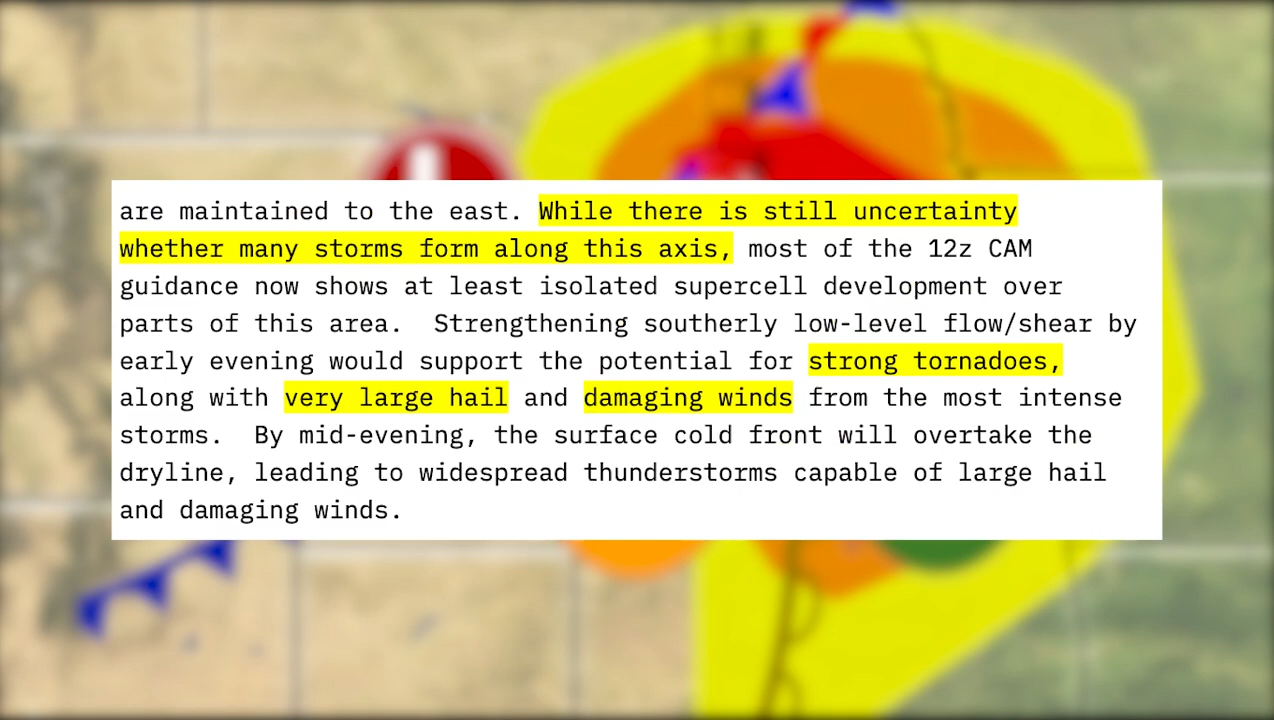 are maintained to the east. While there is still uncertainty
whether many storms form along this axis, most of the 12z CAM
guidance now shows at least isolated supercell development over
parts of this area.  Strengthening southerly low-level flow/shear by
early evening would support the potential for strong tornadoes,
along with very large hail and damaging winds from the most intense
storms.  By mid-evening, the surface cold front will overtake the
dryline, leading to widespread thunderstorms capable of large hail
and damaging winds.